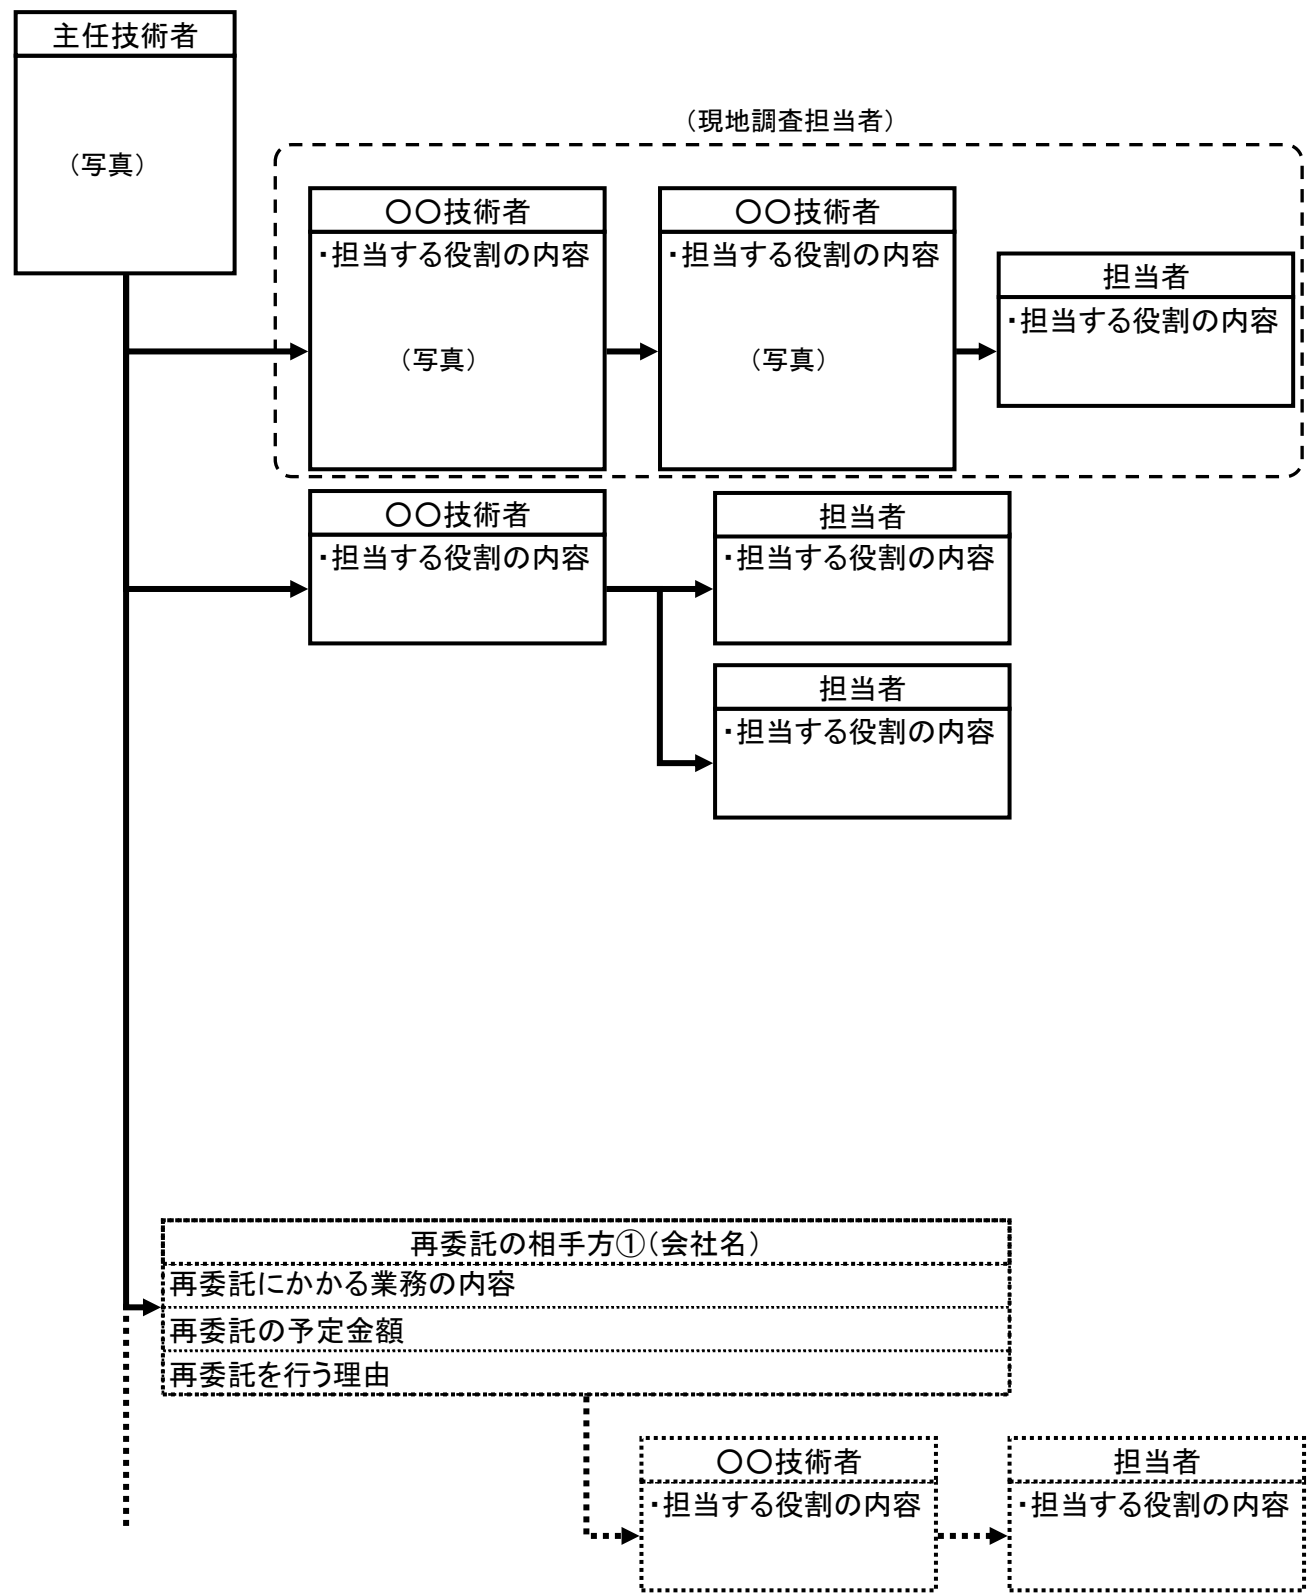 主任技術者
（写真）
（現地調査担当者）
〇〇技術者
・担当する役割の内容
（写真）
〇〇技術者
・担当する役割の内容
（写真）
担当者
・担当する役割の内容
〇〇技術者
・担当する役割の内容
担当者
・担当する役割の内容
担当者
・担当する役割の内容
再委託の相手方①（会社名）
再委託にかかる業務の内容
再委託の予定金額
再委託を行う理由
〇〇技術者
・担当する役割の内容
担当者
・担当する役割の内容